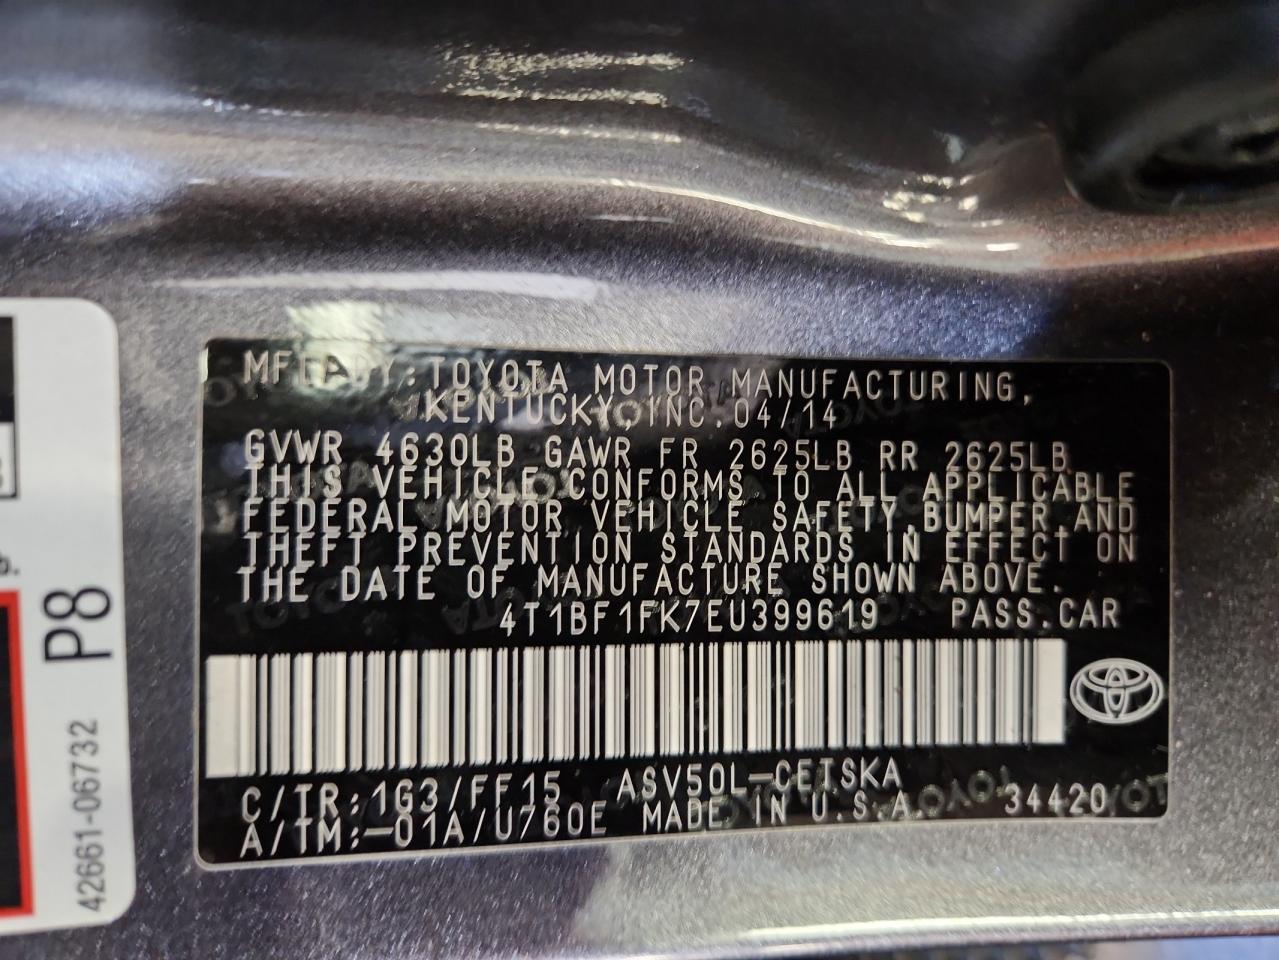 MFD BY: TOYOTA MOTOR MANUFACTURING,
KENTUCKY, INC. 04/14
GVWR 4630LB GAWR FR 2625LB RR 2625LB
THIS VEHICLE CONFORMS TO ALL APPLICABLE
FEDERAL MOTOR VEHICLE SAFETY,BUMPER,AND
THEFT PREVENTION STANDARDS IN EFFECT ON
THE DATE OF MANUFACTURE SHOWN ABOVE.
4T1BF1FK7EU399619 PASS.CAR
C/TR:1G3/FF15 ASV50L-CETSKA
A/TM:-01A/U760E MADE IN U.S.A. 34420
P8
42661-06732